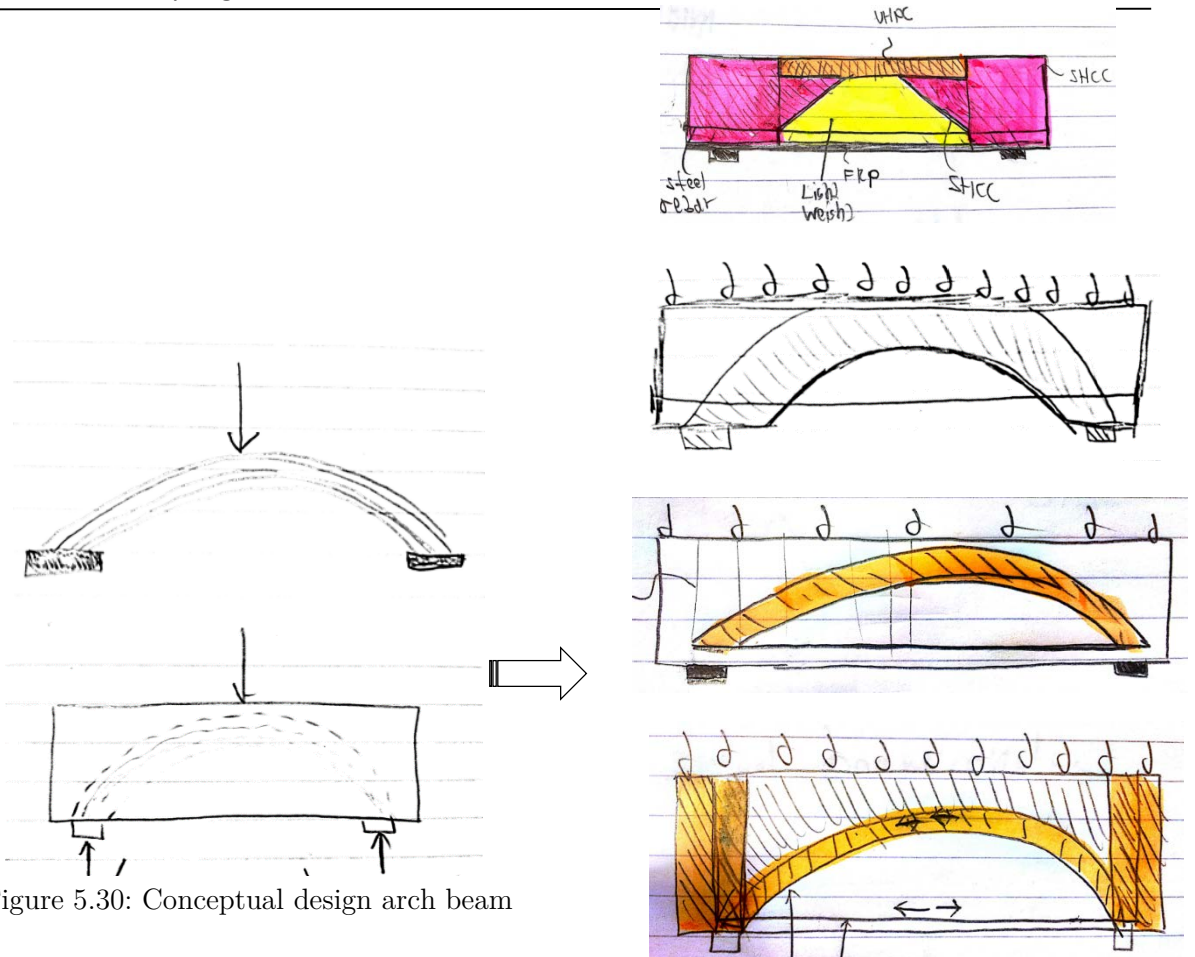 UHPC
SHCC
steel
rebar
Light
Weight
FRP
SHCC
igure 5.30: Conceptual design arch beam